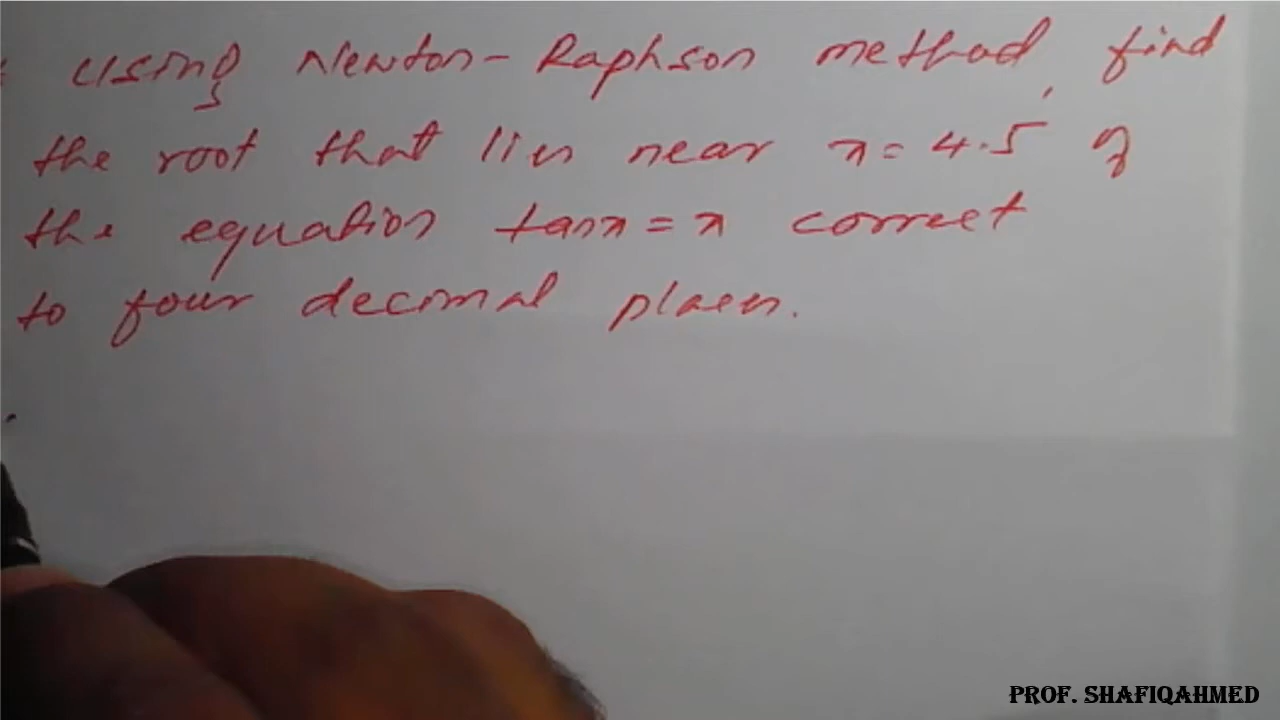 Using Newton-Raphson method, find
the root that lies near x = 4.5 of
the equation tanx = x correct
to four decimal places.
PROF. SHAFIQAHMED